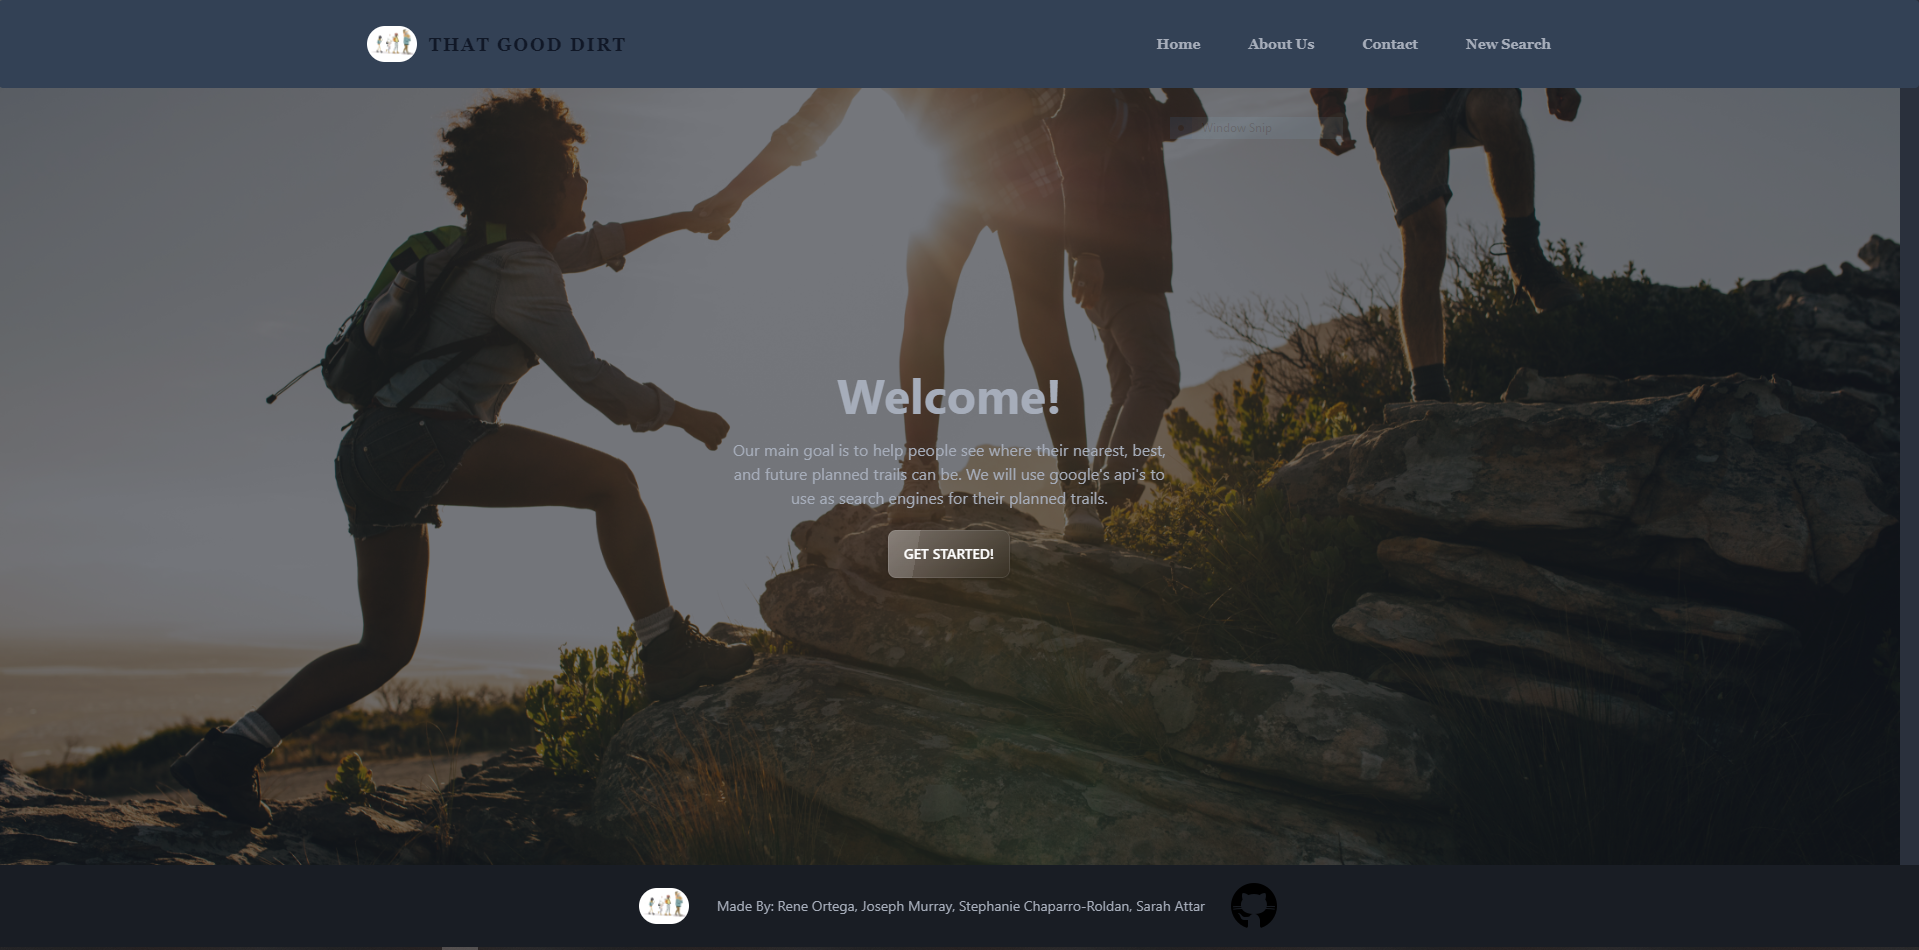 THAT GOOD DIRT
Home
About Us
Contact
New Search
Window Snip
Welcome!
Our main goal is to help people see where their nearest, best,
and future planned trails can be. We will use google's api's to
use as search engines for their planned trails.
GET STARTED!
Made By: Rene Ortega, Joseph Murray, Stephanie Chaparro-Roldan, Sarah Attar